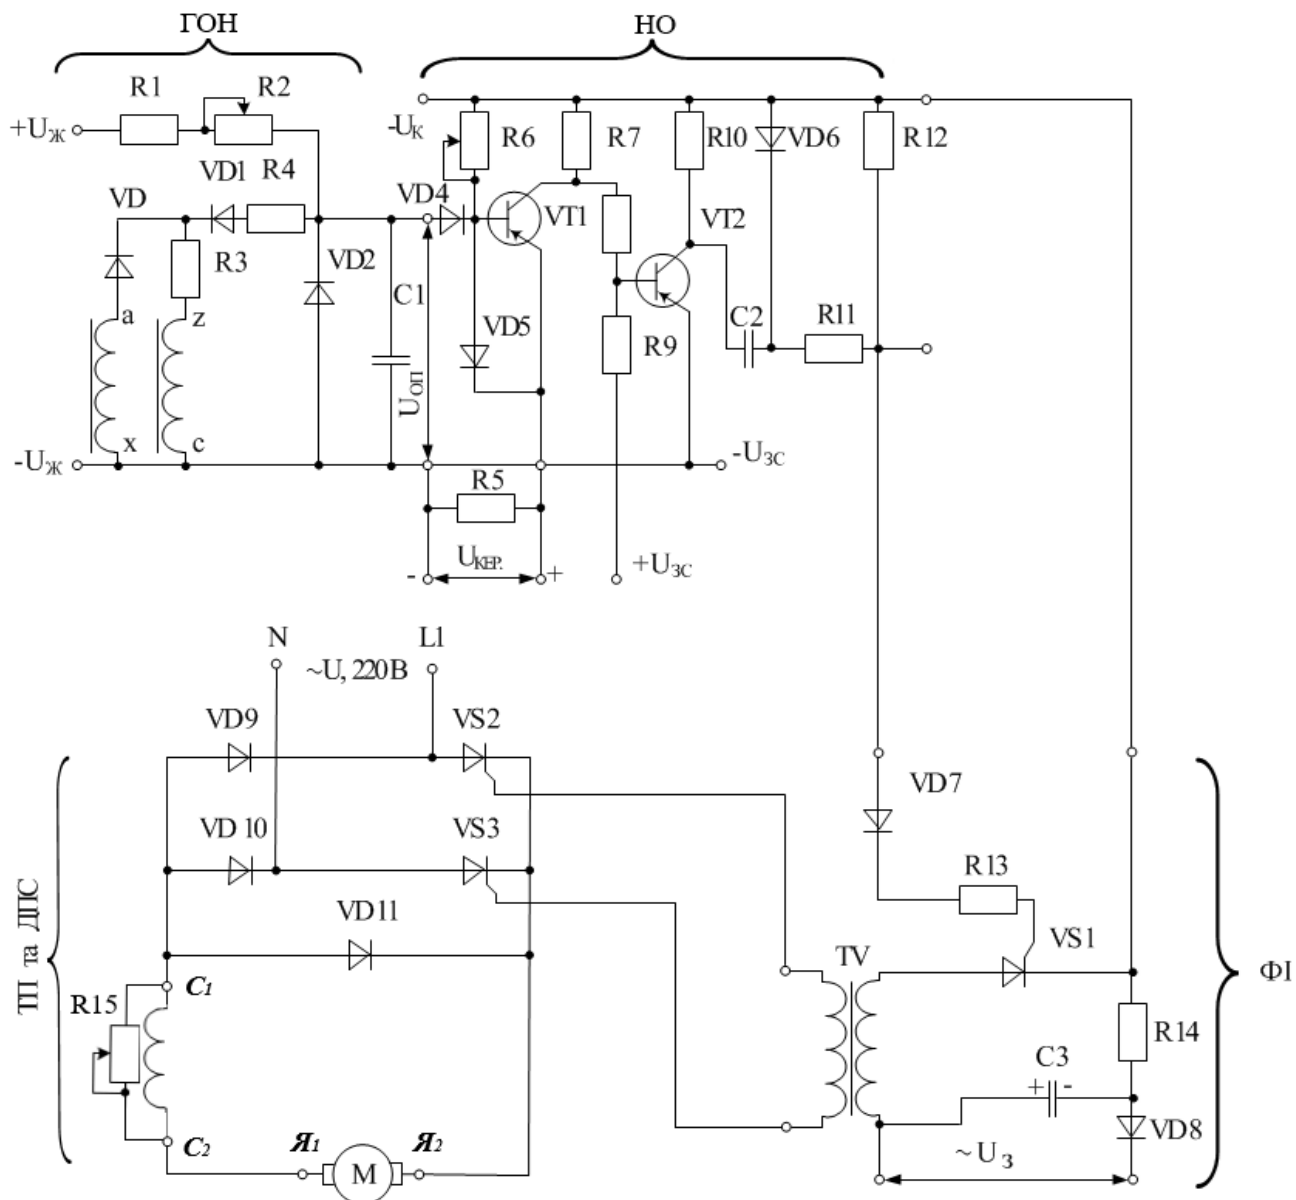 ГОН
НО
R1
R2
+Uж
-Uк
R6
R7
R10
VD6
R12
VD1
R4
VD
VD4
VT1
VT2
R3
VD2
C1
a
z
VD5
C2
R11
R9
Uоп
x
c
-Uж
-Uзс
R5
Uкер.
-
+
+Uзс
N
L1
~U, 220В
VD9
VS2
VD7
VD 10
VS3
R13
VD11
VS1
ТП та ДПС
TV
ФІ
C1
R15
R14
C3
+
-
VD8
C2
Я1
Я2
M
~Uз